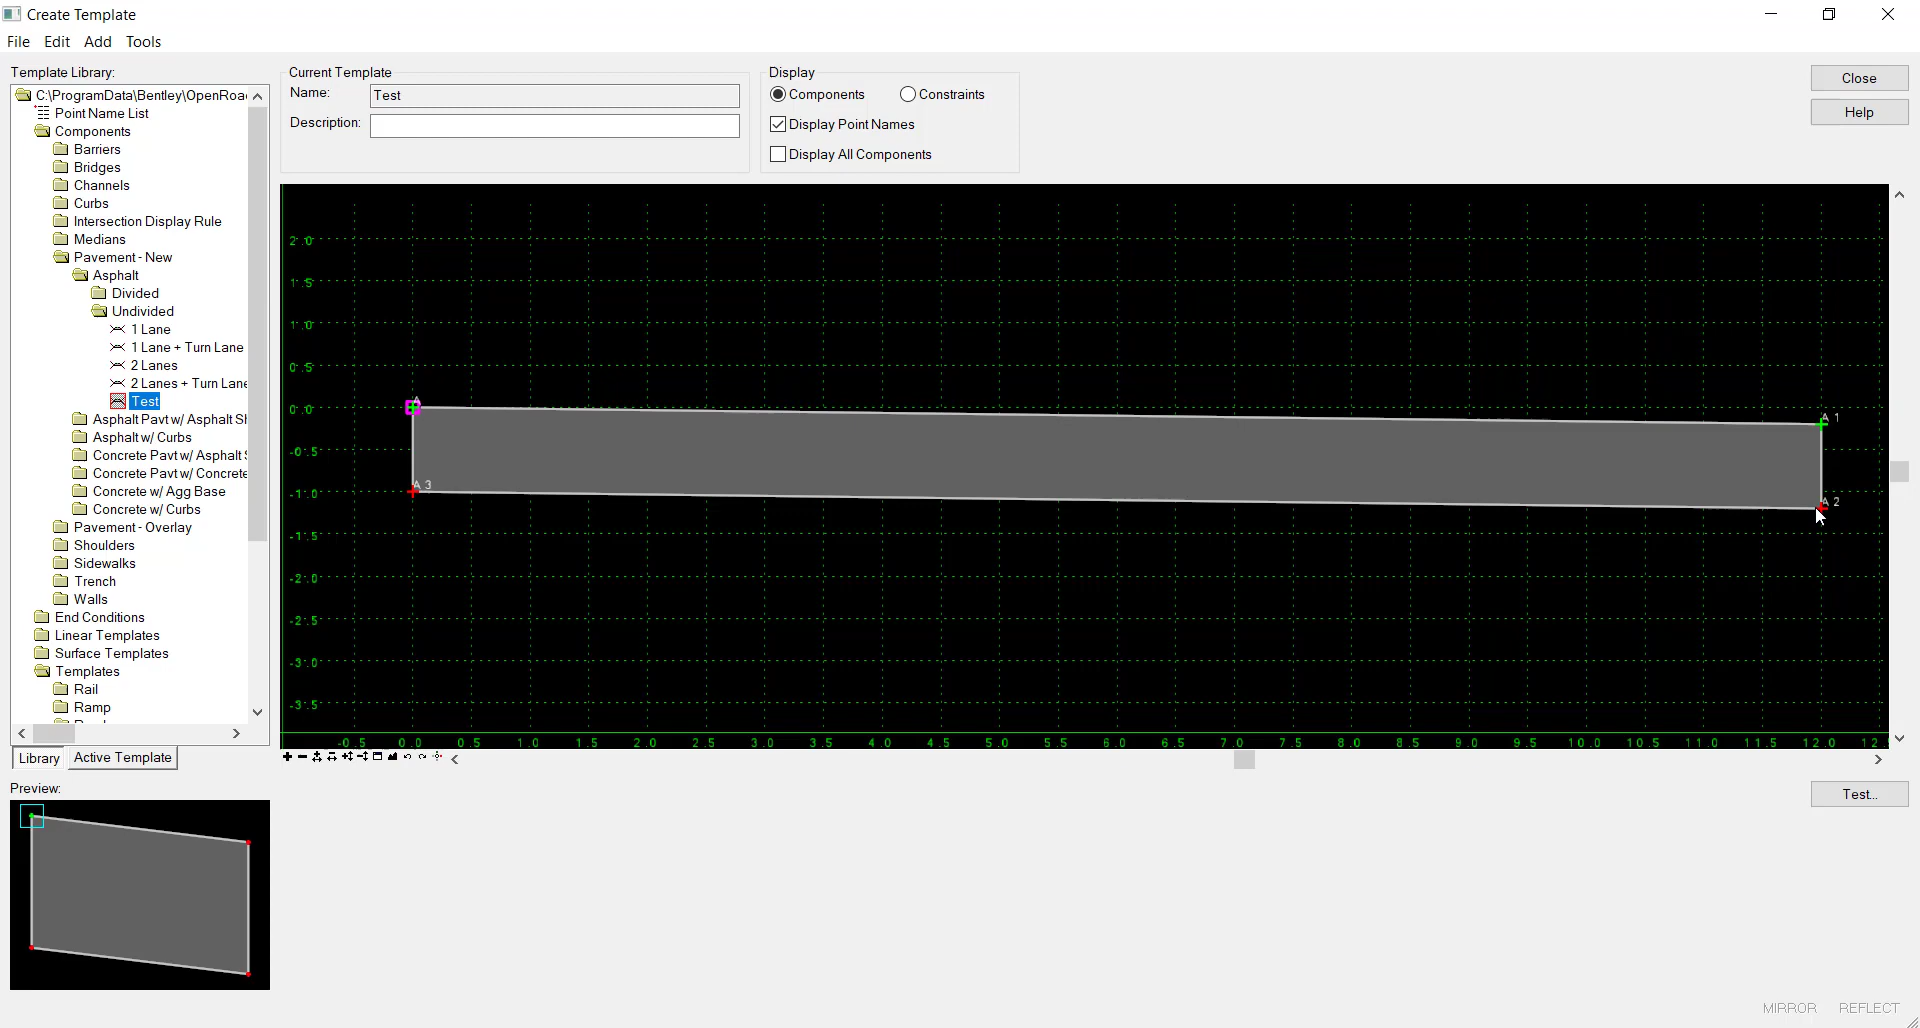 Create Template
File Edit Add Tools
Template Library:
C:\ProgramData\Bentley\OpenRoa
Point Name List
Components
Barriers
Bridges
Channels
Curbs
Intersection Display Rule
Medians
Pavement - New
Asphalt
Divided
Undivided
1 Lane
1 Lane + Turn Lane
2 Lanes
2 Lanes + Turn Lane
Test
Asphalt Pavt w/ Asphalt Sh
Asphalt w/ Curbs
Concrete Pavt w/ Asphalt S
Concrete Pavt w/ Concrete
Concrete w/ Agg Base
Concrete w/ Curbs
Pavement - Overlay
Shoulders
Sidewalks
Trench
Walls
End Conditions
Linear Templates
Surface Templates
Templates
Rail
Ramp
Library Active Template
Preview:
Current Template
Name: Test
Description:
Display
Components Constraints
Display Point Names
Display All Components
Close
Help
2.0
1.5
1.0
0.5
0.0
-0.5
-1.0
-1.5
-2.0
-2.5
-3.0
-3.5
A
A 1
A 3
A 2
-0.5 0.0 0.5 1.0 1.5 2.0 2.5 3.0 3.5 4.0 4.5 5.0 5.5 6.0 6.5 7.0 7.5 8.0 8.5 9.0 9.5 10.0 10.5 11.0 11.5 12.0 12.
Test...
MIRROR REFLECT